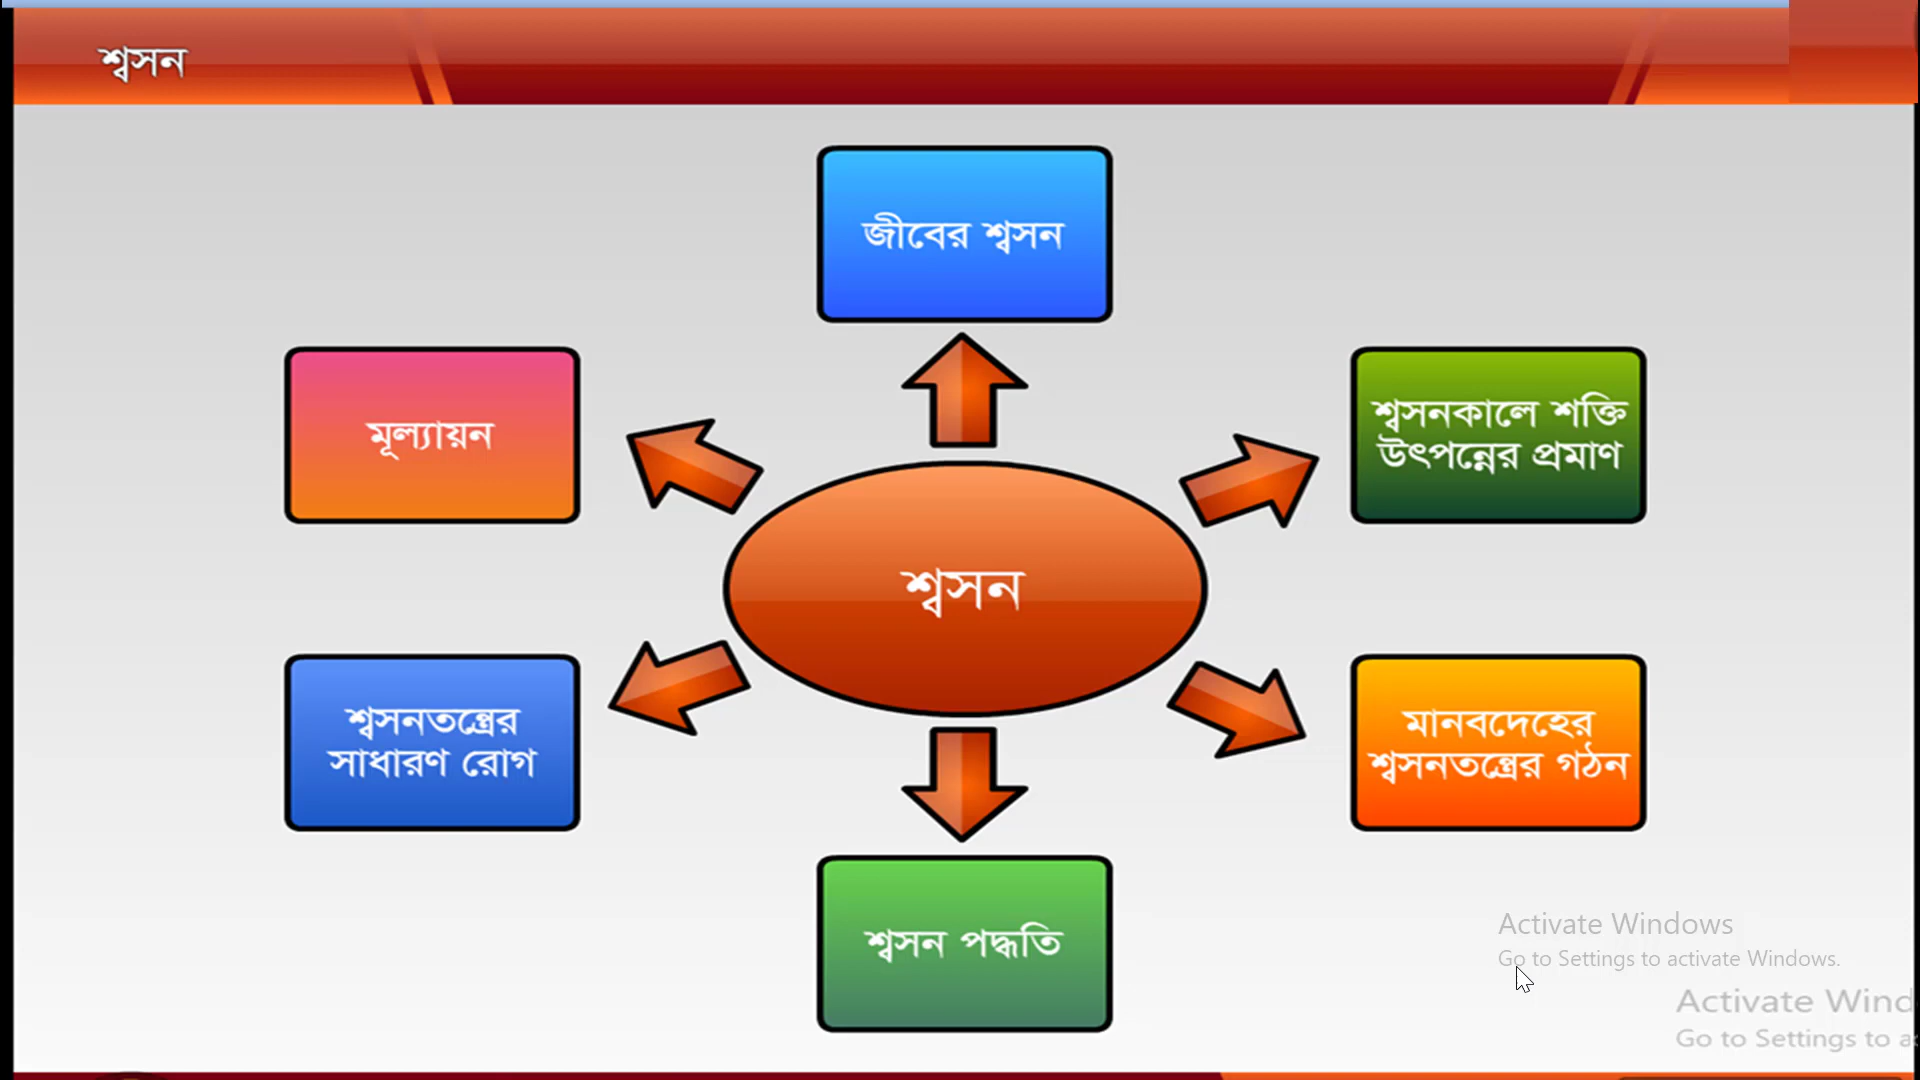 শ্বসন
জীবের শ্বসন
মূল্যায়ন
শ্বসনকালে শক্তি
উৎপন্নের প্রমাণ
শ্বসন
শ্বসনতন্ত্রের
সাধারণ রোগ
মানবদেহের
শ্বসনতন্ত্রের গঠন
শ্বসন পদ্ধতি
Activate Windows
Go to Settings to activate Windows.
Activate Wind
Go to Settings to a